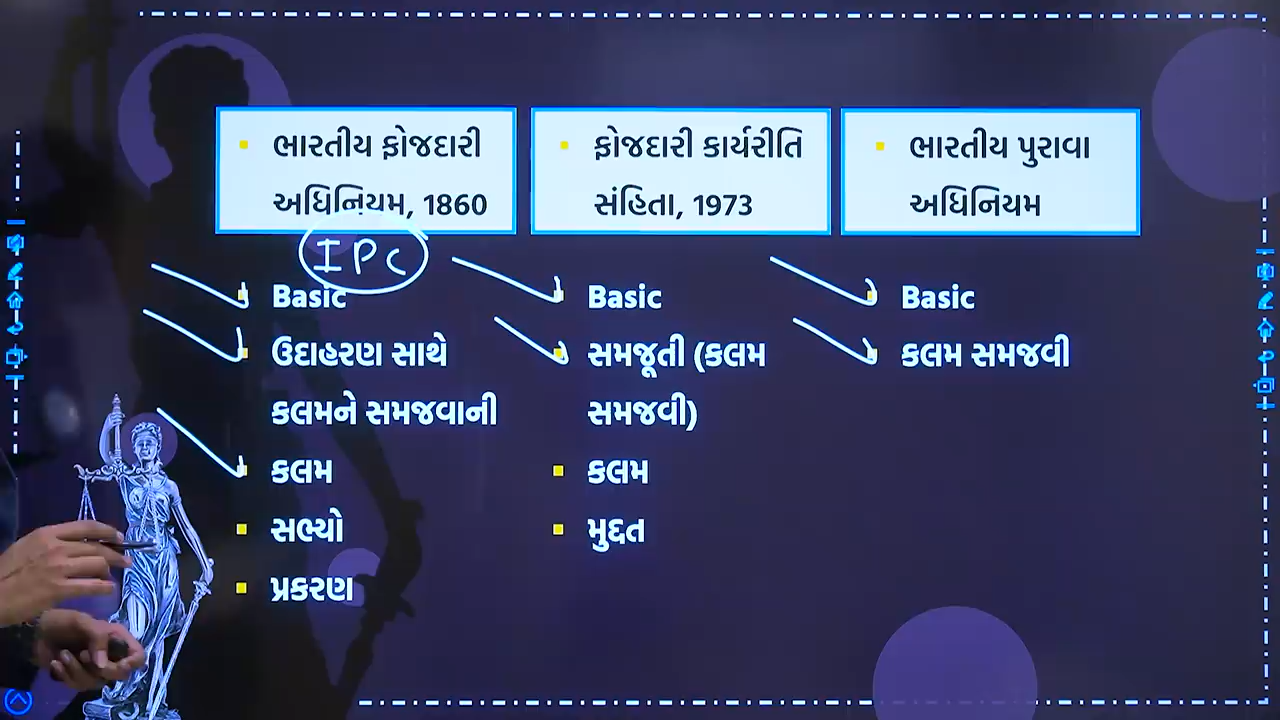 ભારતીય ફોજદારી
અધિનિયમ, 1860
IPC
Basic
ઉદાહરણ સાથે
કલમને સમજવાની
કલમ
સભ્યો
પ્રકરણ
ફોજદારી કાર્યરીતિ
સંહિતા, 1973
Basic
સમજૂતી (કલમ
સમજવી)
કલમ
મુદ્દત
ભારતીય પુરાવા
અધિનિયમ
Basic
કલમ સમજવી